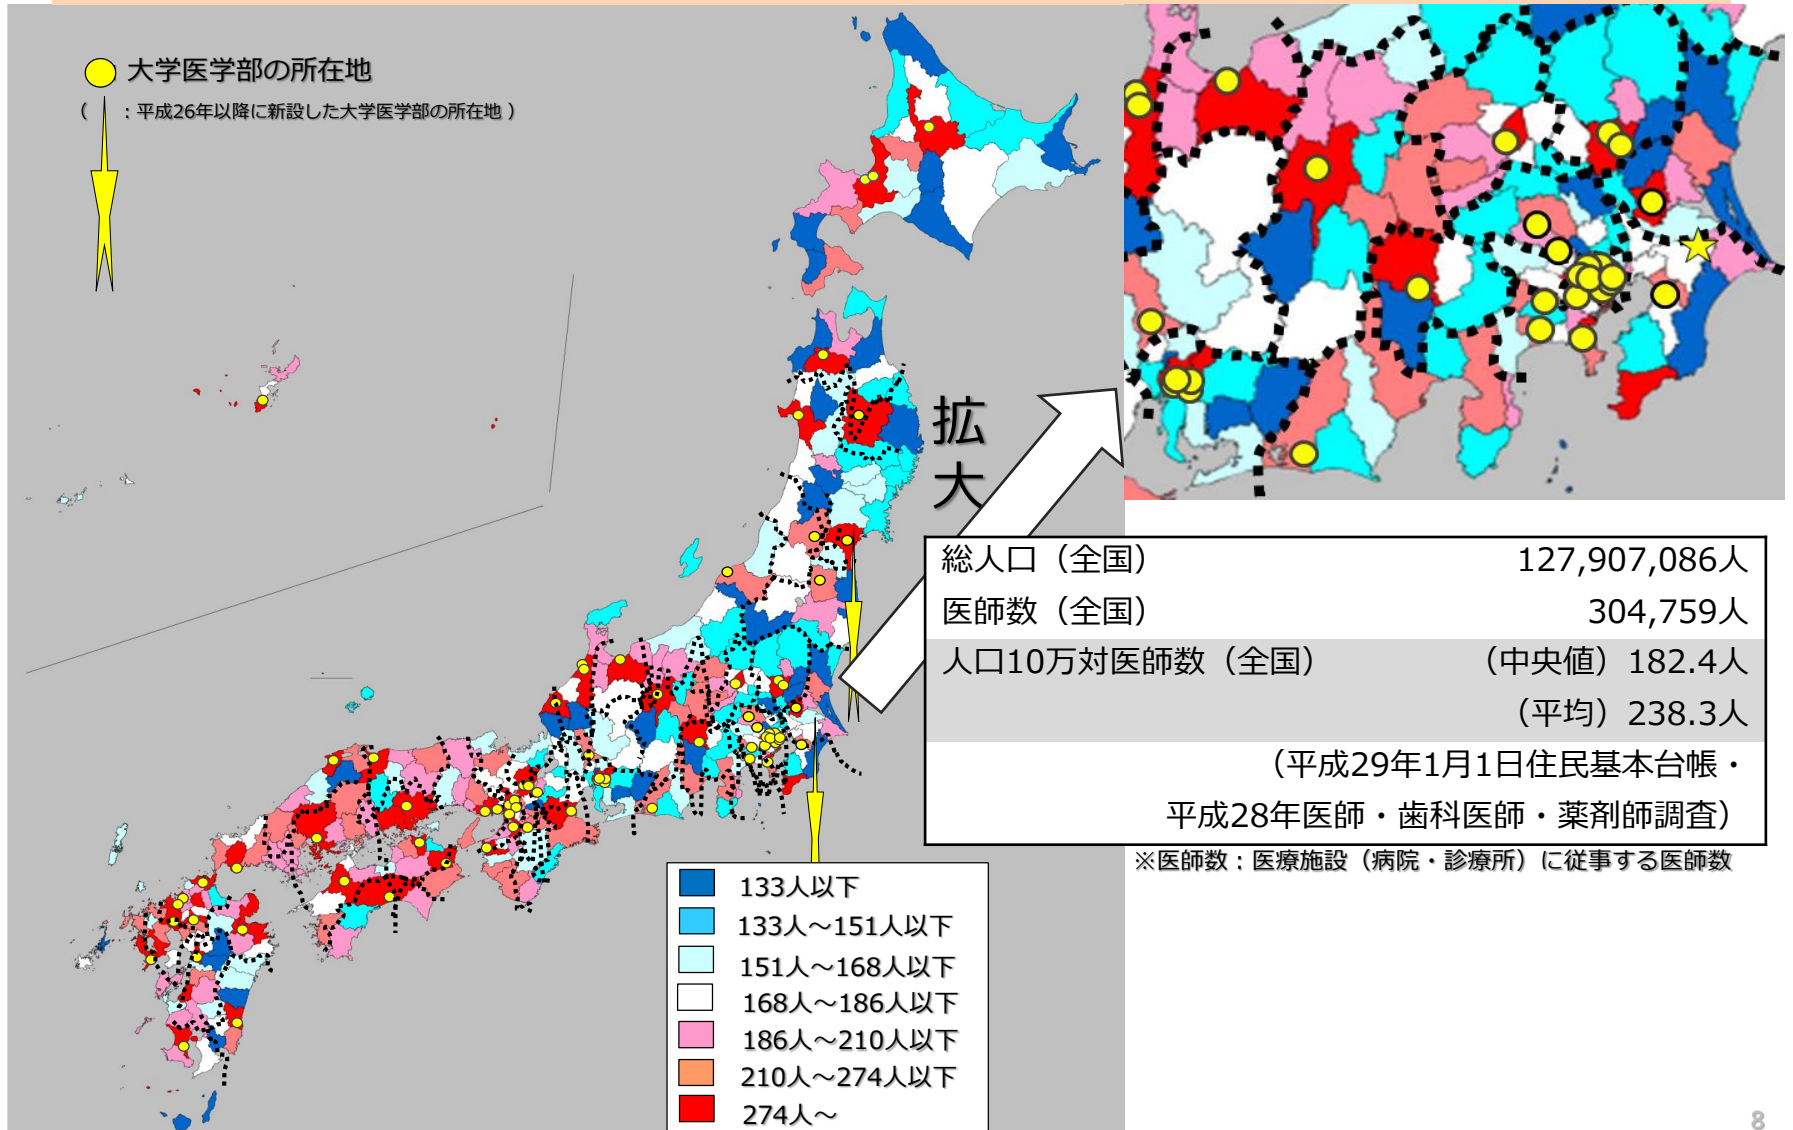 大学医学部の所在地
（　：平成26年以降に新設した大学医学部の所在地 ）
拡
大
総人口（全国） 127,907,086人
医師数（全国） 304,759人
人口10万対医師数（全国） （中央値）182.4人
（平均）238.3人
（平成29年1月1日住民基本台帳・
平成28年医師・歯科医師・薬剤師調査）
※医師数：医療施設（病院・診療所）に従事する医師数
133人以下
133人～151人以下
151人～168人以下
168人～186人以下
186人～210人以下
210人～274人以下
274人～
8